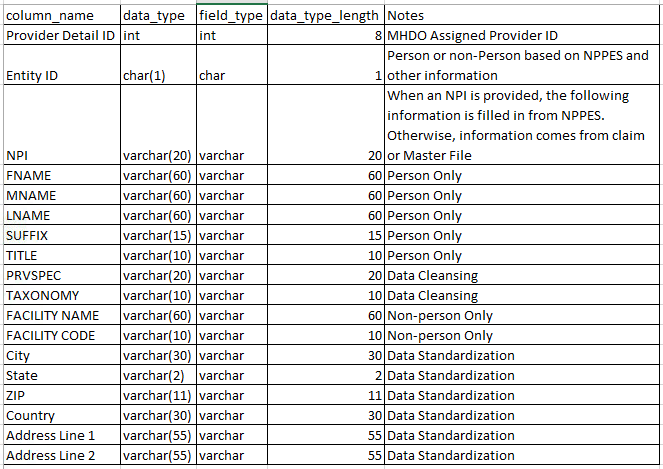 column_name data_type field_type data_type_length Notes
Provider Detail ID int int 8 MHDO Assigned Provider ID
Person or non-Person based on NPPES and
Entity ID char(1) char 1 other information
When an NPI is provided, the following
information is filled in from NPPES.
Otherwise, information comes from claim
NPI varchar(20) varchar 20 or Master File
FNAME varchar(60) varchar 60 Person Only
MNAME varchar(60) varchar 60 Person Only
LNAME varchar(60) varchar 60 Person Only
SUFFIX varchar(15) varchar 15 Person Only
TITLE varchar(10) varchar 10 Person Only
PRVSPEC varchar(20) varchar 20 Data Cleansing
TAXONOMY varchar(10) varchar 10 Data Cleansing
FACILITY NAME varchar(60) varchar 60 Non-person Only
FACILITY CODE varchar(10) varchar 10 Non-person Only
City varchar(30) varchar 30 Data Standardization
State varchar(2) varchar 2 Data Standardization
ZIP varchar(11) varchar 11 Data Standardization
Country varchar(30) varchar 30 Data Standardization
Address Line 1 varchar(55) varchar 55 Data Standardization
Address Line 2 varchar(55) varchar 55 Data Standardization